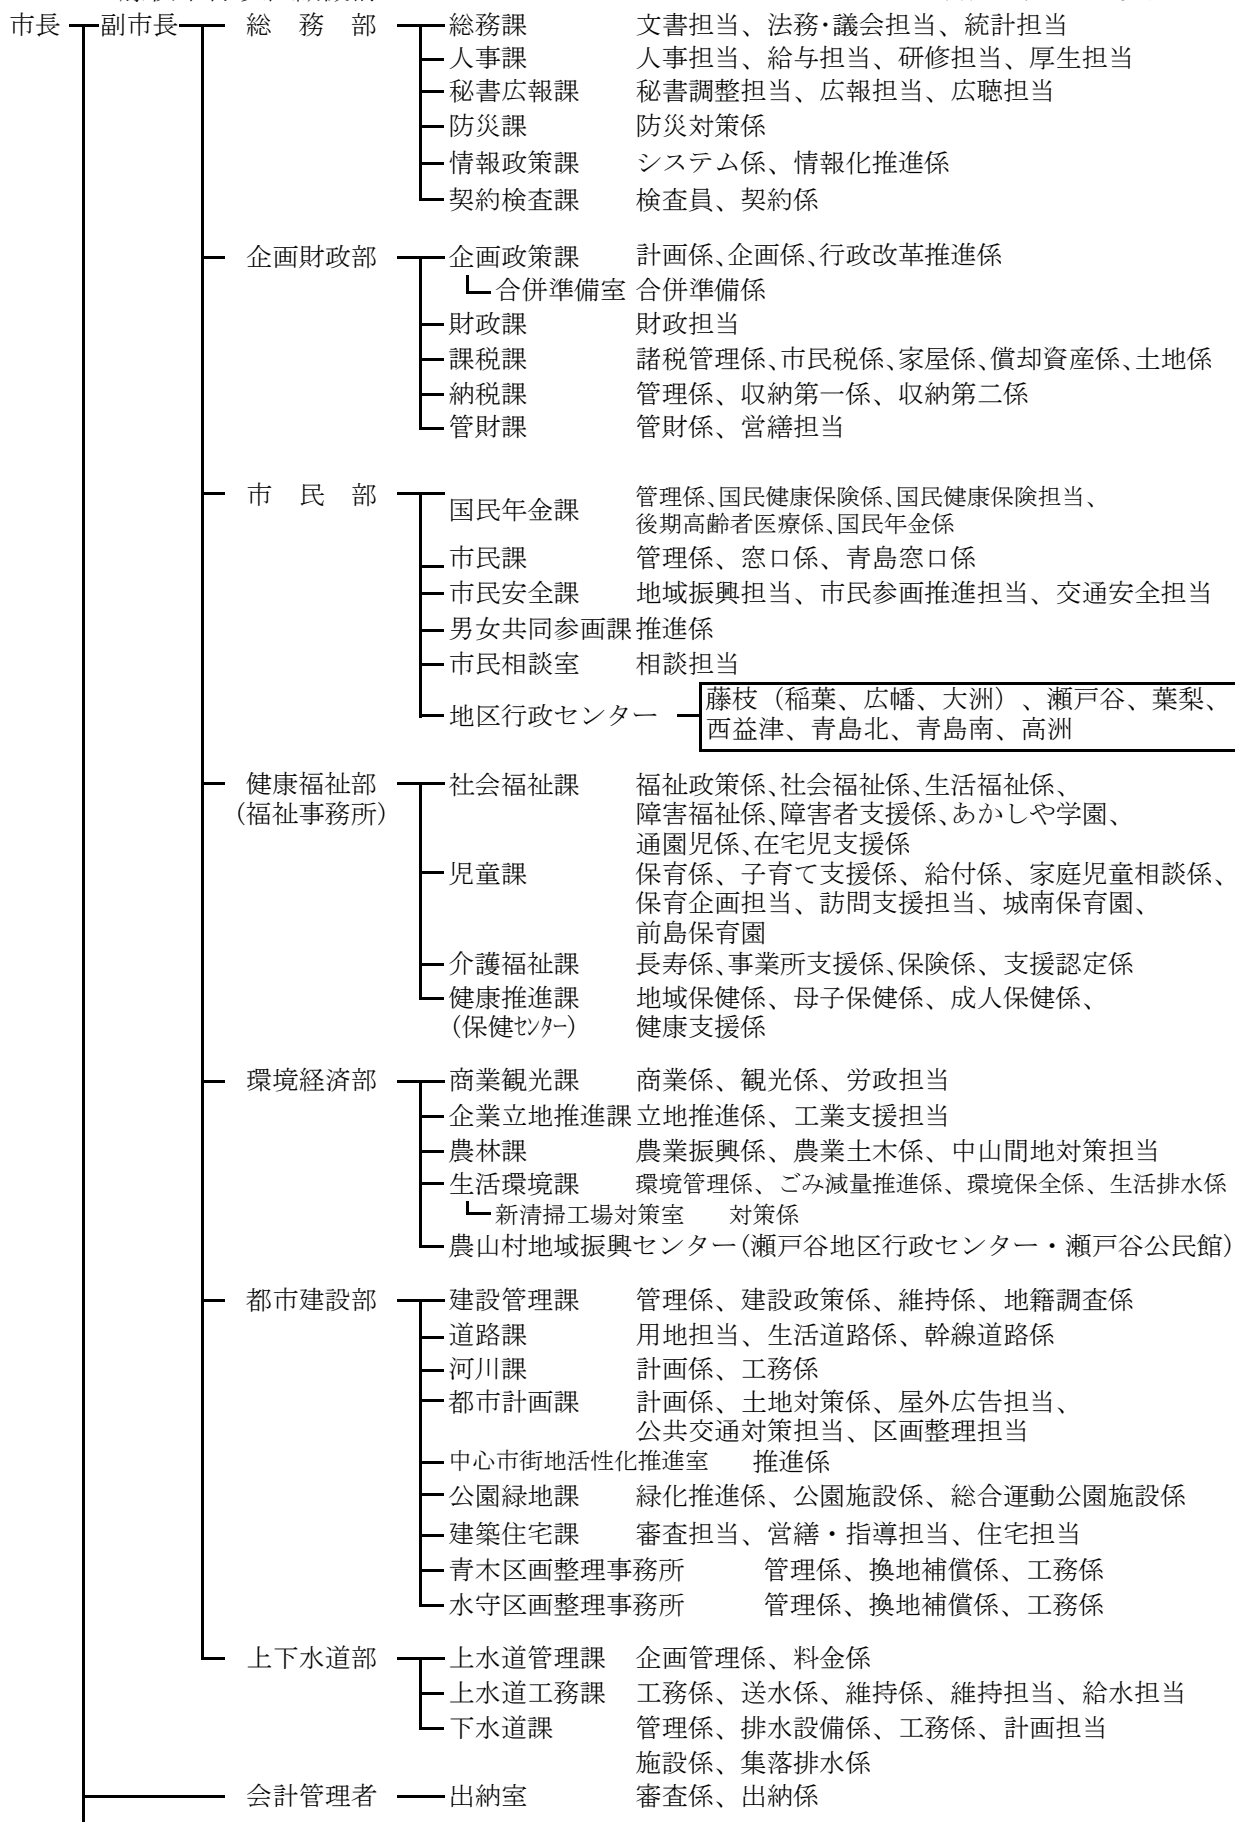 市長 副市長 総務部 総務課 文書担当、法務・議会担当、統計担当
人事課 人事担当、給与担当、研修担当、厚生担当
秘書広報課 秘書調整担当、広報担当、広聴担当
防災課 防災対策係
情報政策課 システム係、情報化推進係
契約検査課 検査員、契約係
企画財政部 企画政策課 計画係、企画係、行政改革推進係
合併準備室 合併準備係
財政課 財政担当
課税課 諸税管理係、市民税係、家屋係、償却資産係、土地係
納税課 管理係、収納第一係、収納第二係
管財課 管財係、営繕担当
市民部 国民年金課 管理係、国民健康保険係、国民健康保険担当、
後期高齢者医療係、国民年金係
市民課 管理係、窓口係、青島窓口係
市民安全課 地域振興担当、市民参画推進担当、交通安全担当
男女共同参画課 推進係
市民相談室 相談担当
地区行政センター 藤枝（稲葉、広幡、大洲）、瀬戸谷、葉梨、
西益津、青島北、青島南、高洲
健康福祉部 社会福祉課 福祉政策係、社会福祉係、生活福祉係、
(福祉事務所) 障害福祉係、障害者支援係、あかしや学園、
通園児係、在宅児支援係
児童課 保育係、子育て支援係、給付係、家庭児童相談係、
保育企画担当、訪問支援担当、城南保育園、
前島保育園
介護福祉課 長寿係、事業所支援係、保険係、支援認定係
健康推進課 地域保健係、母子保健係、成人保健係、
(保健ｾﾝﾀｰ) 健康支援係
環境経済部 商業観光課 商業係、観光係、労政担当
企業立地推進課 立地推進係、工業支援担当
農林課 農業振興係、農業土木係、中山間地対策担当
生活環境課 環境管理係、ごみ減量推進係、環境保全係、生活排水係
新清掃工場対策室 対策係
農山村地域振興センター(瀬戸谷地区行政センター・瀬戸谷公民館)
都市建設部 建設管理課 管理係、建設政策係、維持係、地籍調査係
道路課 用地担当、生活道路係、幹線道路係
河川課 計画係、工務係
都市計画課 計画係、土地対策係、屋外広告担当、
公共交通対策担当、区画整理担当
中心市街地活性化推進室 推進係
公園緑地課 緑化推進係、公園施設係、総合運動公園施設係
建築住宅課 審査担当、営繕・指導担当、住宅担当
青木区画整理事務所 管理係、換地補償係、工務係
水守区画整理事務所 管理係、換地補償係、工務係
上下水道部 上水道管理課 企画管理係、料金係
上水道工務課 工務係、送水係、維持係、維持担当、給水担当
下水道課 管理係、排水設備係、工務係、計画担当
施設係、集落排水係
会計管理者 出納室 審査係、出納係